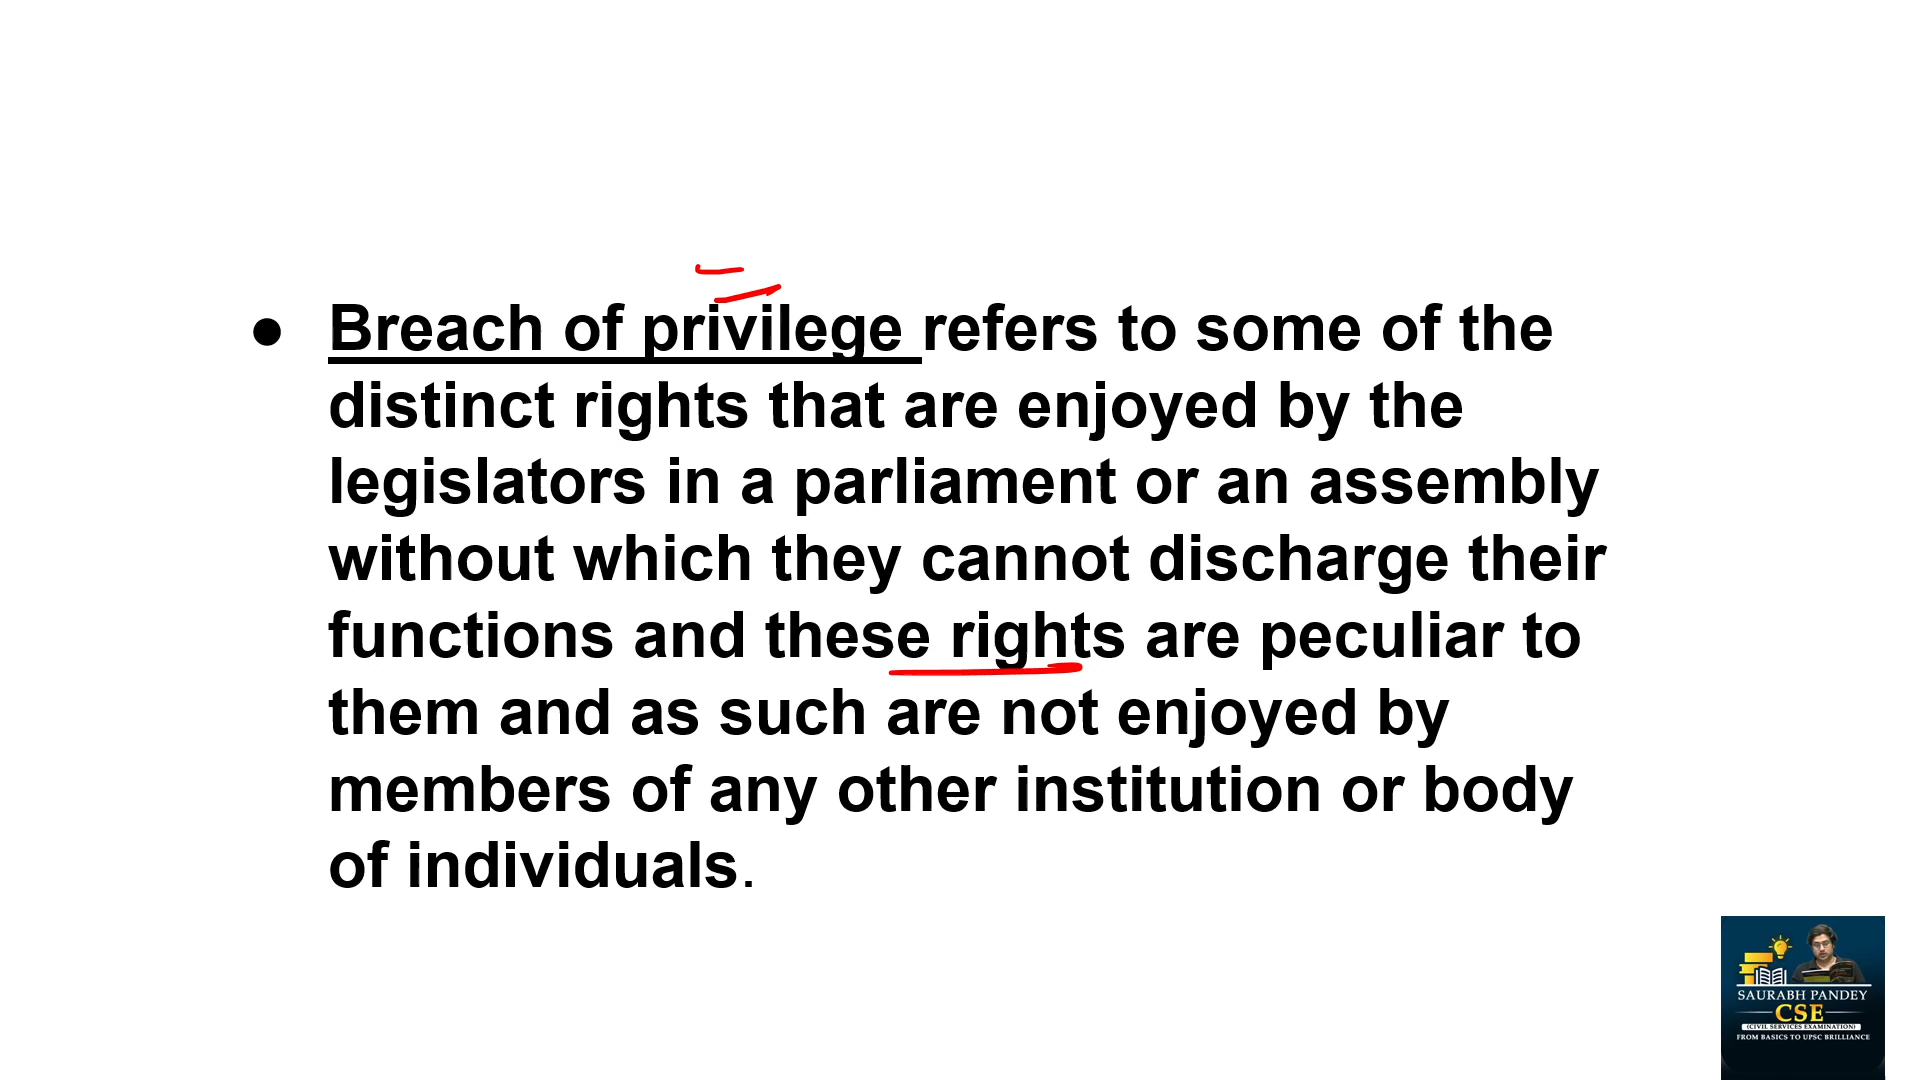 ● Breach of privilege refers to some of the
distinct rights that are enjoyed by the
legislators in a parliament or an assembly
without which they cannot discharge their
functions and these rights are peculiar to
them and as such are not enjoyed by
members of any other institution or body
of individuals.
SAURABH PANDEY
CSE
(CIVIL SERVICES EXAMINATION)
FROM BASICS TO UPSC BRILLIANCE